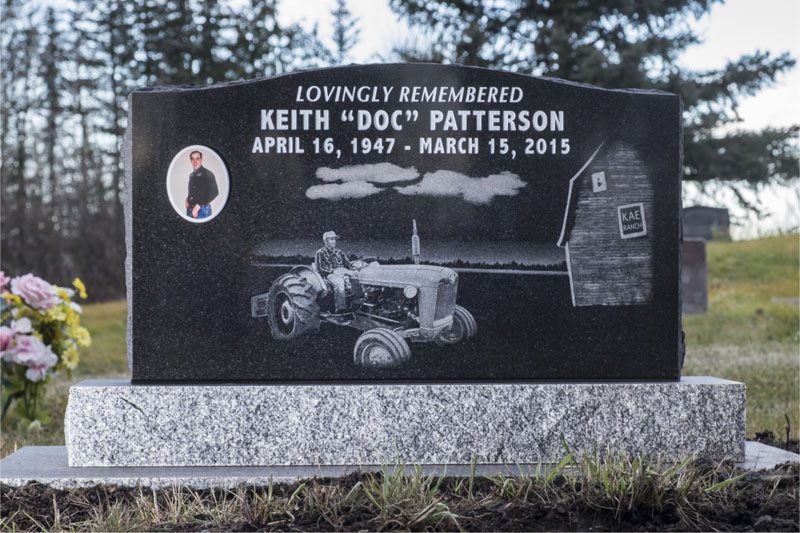 LOVINGLY REMEMBERED
KEITH “DOC” PATTERSON
APRIL 16, 1947 - MARCH 15, 2015
KAE
RANCH